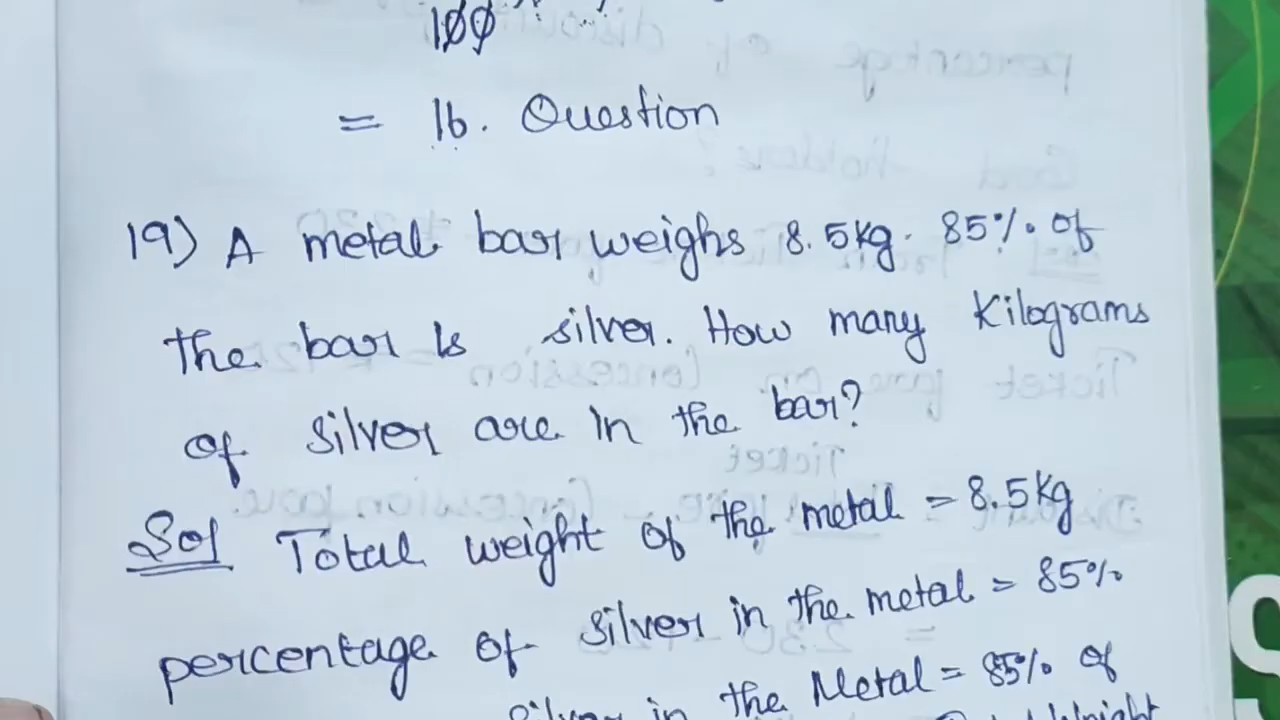 100
= 16. Question
19) A metal bar weighs 8.5kg. 85% of
the bar is silver. How many Kilograms
of silver are in the bar?
Sol Total weight of the metal = 8.5kg
percentage of silver in the metal = 85%
silver in the Metal = 85% of